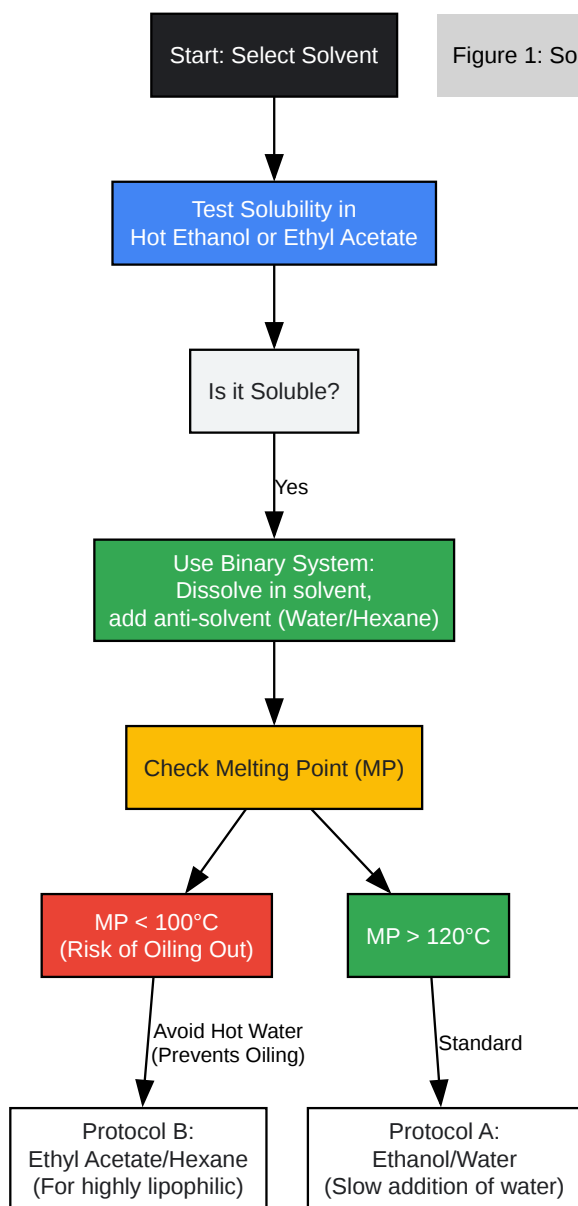 Start: Select Solvent
Figure 1: So
Test Solubility in
Hot Ethanol or Ethyl Acetate
Is it Soluble?
Yes
Use Binary System:
Dissolve in solvent,
add anti-solvent (Water/Hexane)
Check Melting Point (MP)
MP < 100°C
(Risk of Oiling Out)
MP > 120°C
Avoid Hot Water
(Prevents Oiling)
Standard
Protocol B:
Ethyl Acetate/Hexane
(For highly lipophilic)
Protocol A:
Ethanol/Water
(Slow addition of water)